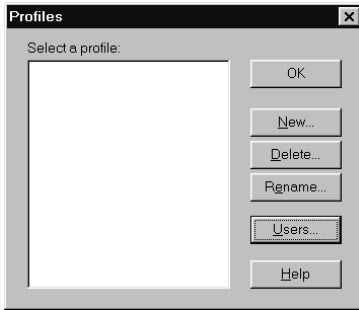 Profiles
Select a profile:
OK
New...
Delete...
Rename...
Users...
Help